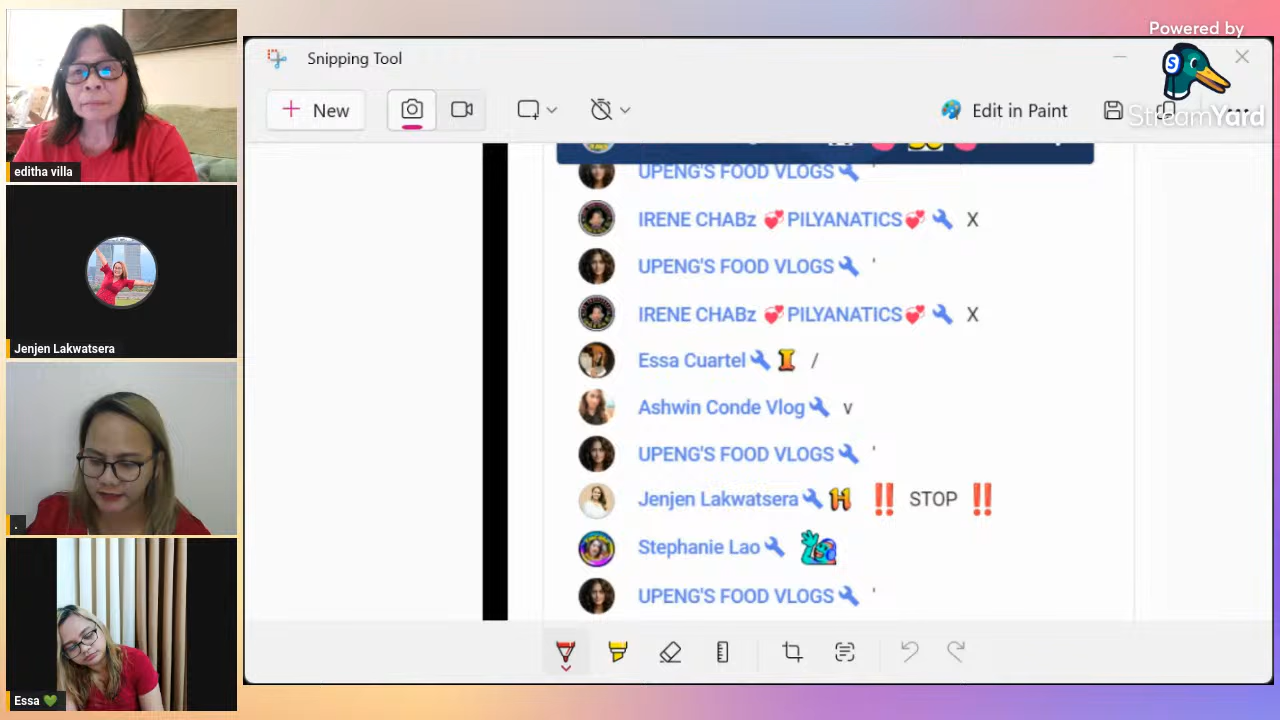 Powered by
StreamYard
Snipping Tool
New
Edit in Paint
UPENG'S FOOD VLOGS '
IRENE CHABz 💞PILYANATICS💞 X
UPENG'S FOOD VLOGS '
IRENE CHABz 💞PILYANATICS💞 X
Essa Cuartel /
Ashwin Conde Vlog v
UPENG'S FOOD VLOGS '
Jenjen Lakwatsera ‼️ STOP ‼️
Stephanie Lao
UPENG'S FOOD VLOGS '
editha villa
Jenjen Lakwatsera
.
Essa 💚